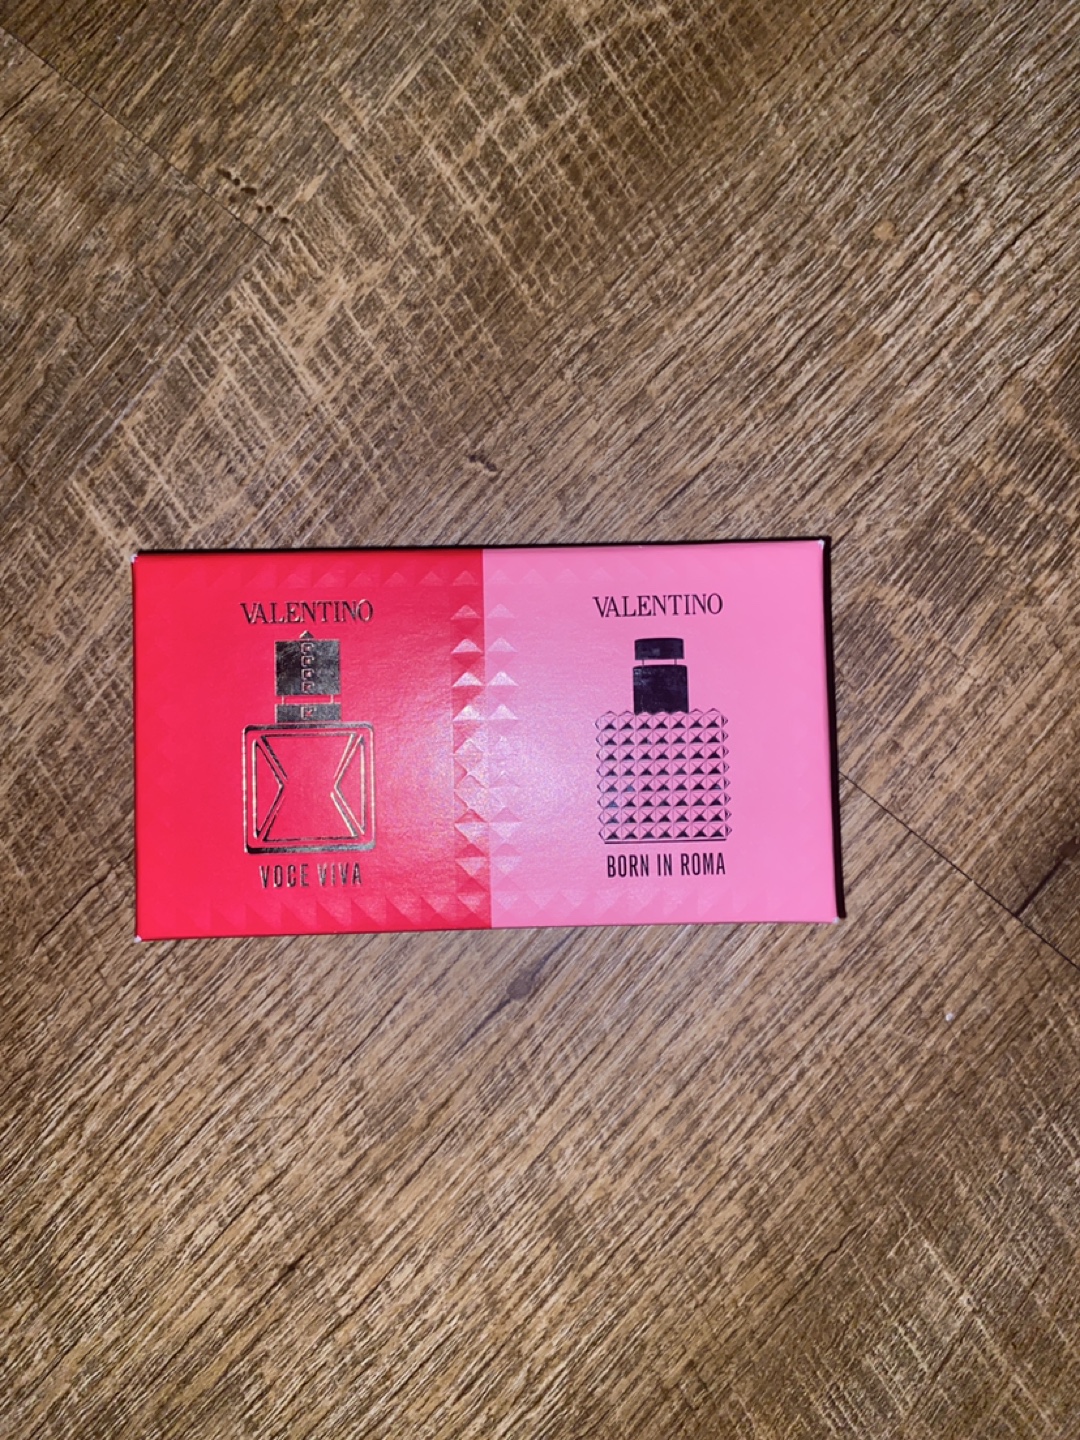 VALENTINO
VOCE VIVA
VALENTINO
BORN IN ROMA